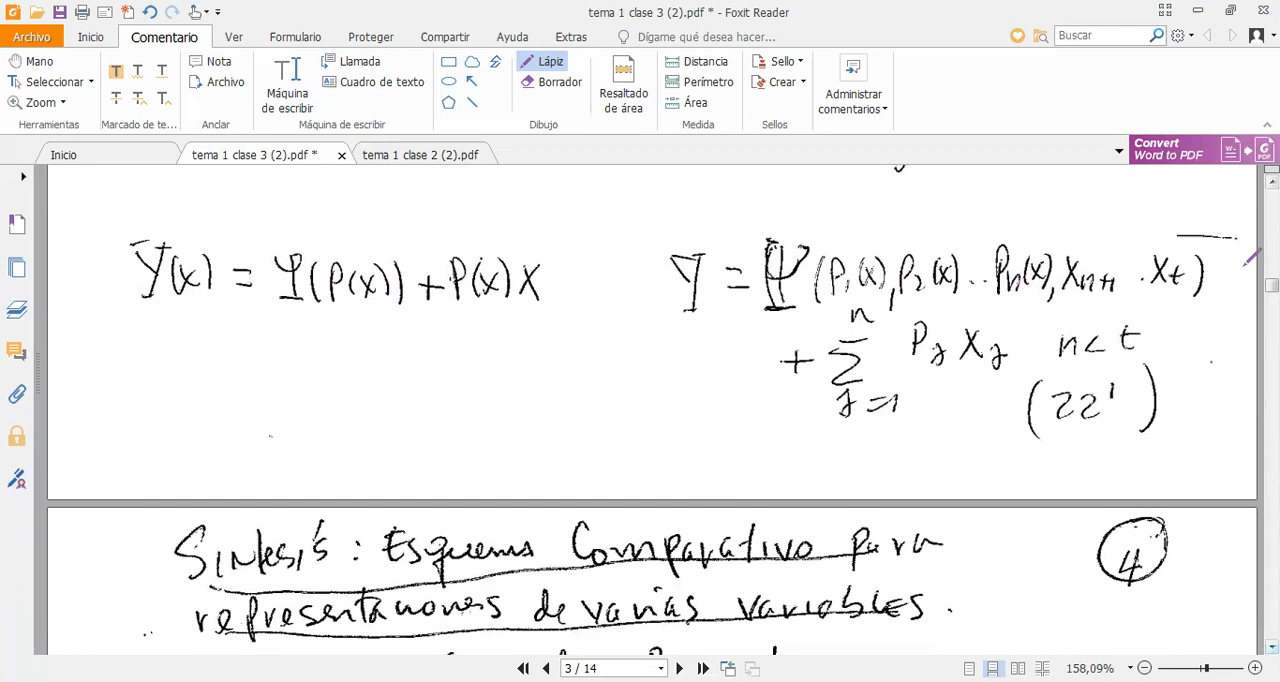 tema 1 clase 3 (2).pdf * - Foxit Reader
Archivo Inicio Comentario Ver Formulario Proteger Compartir Ayuda Extras Dígame qué desea hacer... Buscar
Mano
Seleccionar
Zoom
Herramientas
T T T
T T T
Marcado de te...
Nota
Archivo
Anclar
Máquina de escribir
Llamada
Cuadro de texto
Máquina de escribir
Lápiz
Borrador
Dibujo
Resaltado de área
Distancia
Perímetro
Área
Medida
Sello
Crear
Sellos
Administrar comentarios
Inicio
tema 1 clase 3 (2).pdf *
tema 1 clase 2 (2).pdf
Convert
Word to PDF
PDF
Y(x) = Ψ(P(x)) + P(x)X
Y = Ψ(P₁(x), P₂(x)...Pn(x), Xn+1 . Xt)
+ Σ Pj Xj n < t
n
j=1
(22')
Síntesis: Esquema Comparativo para
representaciones de varias variables.
4
3 / 14
158,09%